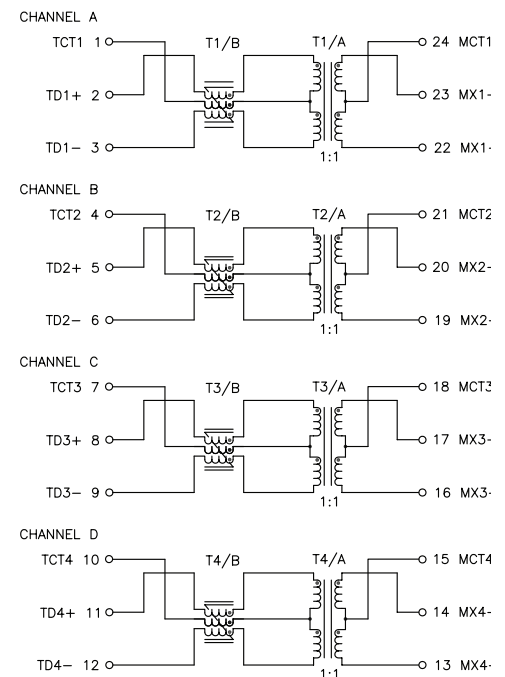 CHANNEL A
TCT1 1 T1/B T1/A 24 MCT1
TD1+ 2 23 MX1-
TD1− 3 22 MX1-
1:1
CHANNEL B
TCT2 4 T2/B T2/A 21 MCT2
TD2+ 5 20 MX2-
TD2− 6 19 MX2-
1:1
CHANNEL C
TCT3 7 T3/B T3/A 18 MCT3
TD3+ 8 17 MX3-
TD3− 9 16 MX3-
1:1
CHANNEL D
TCT4 10 T4/B T4/A 15 MCT4
TD4+ 11 14 MX4-
TD4− 12 13 MX4-
1:1